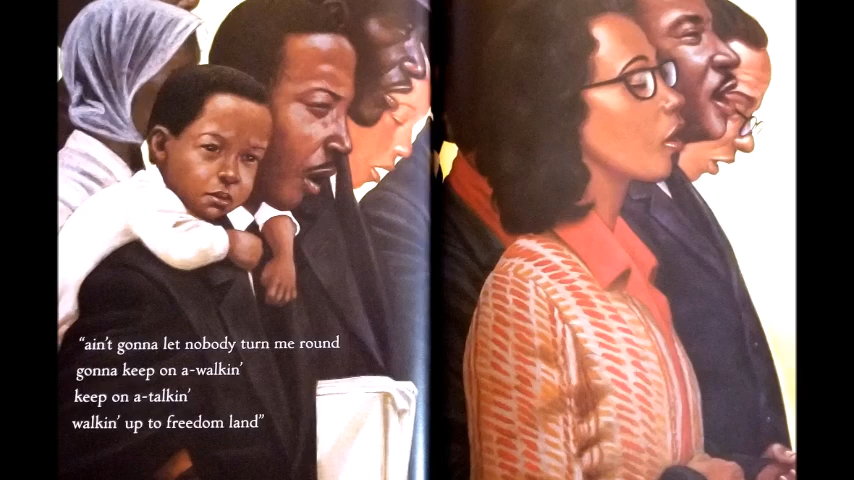 “ain’t gonna let nobody turn me round
gonna keep on a-walkin’
keep on a-talkin’
walkin’ up to freedom land”